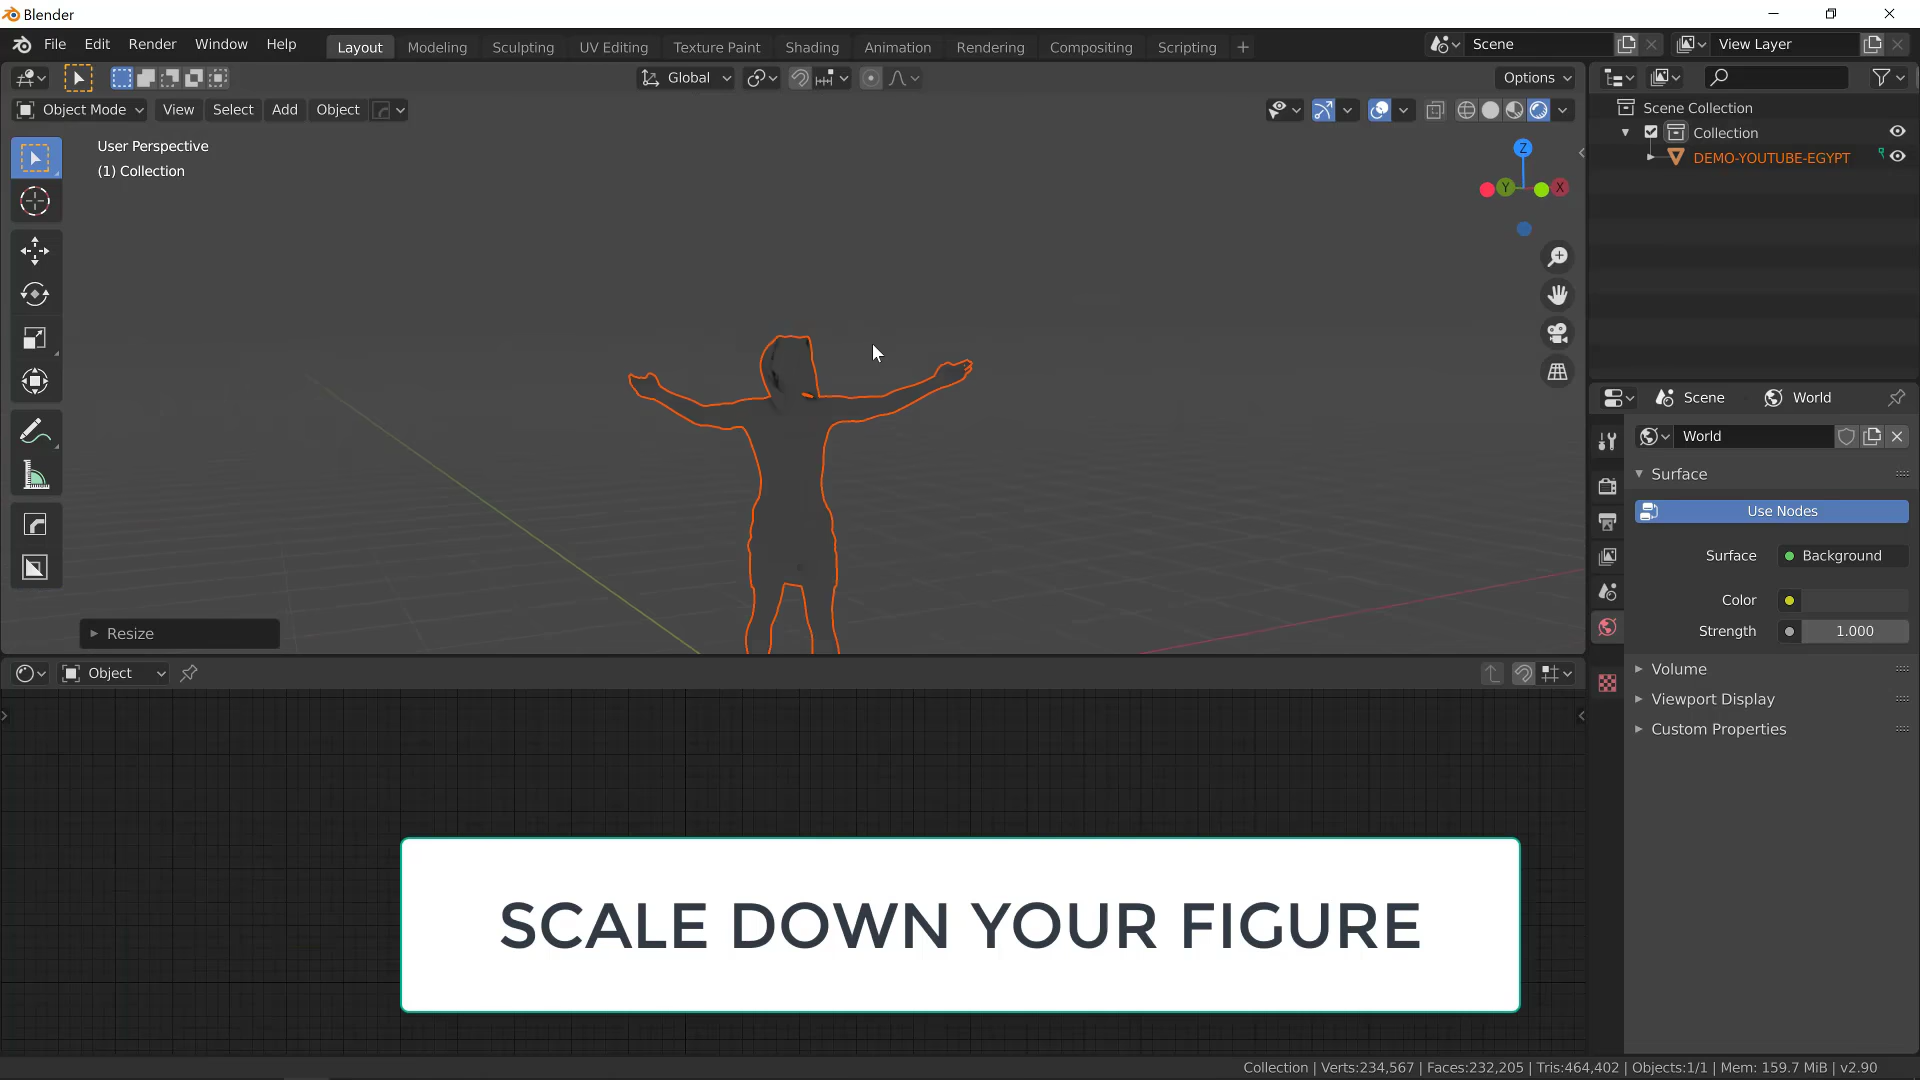 Blender
File Edit Render Window Help Layout Modeling Sculpting UV Editing Texture Paint Shading Animation Rendering Compositing Scripting + Scene View Layer
Global Options
Object Mode View Select Add Object
User Perspective
(1) Collection
Z
Y X
Scene Collection
Collection
DEMO-YOUTUBE-EGYPT
Scene World
World
Surface
Use Nodes
Surface Background
Color
Strength 1.000
Volume
Viewport Display
Custom Properties
Resize
Object
SCALE DOWN YOUR FIGURE
Collection | Verts:234,567 | Faces:232,205 | Tris:464,402 | Objects:1/1 | Mem: 159.7 MiB | v2.90